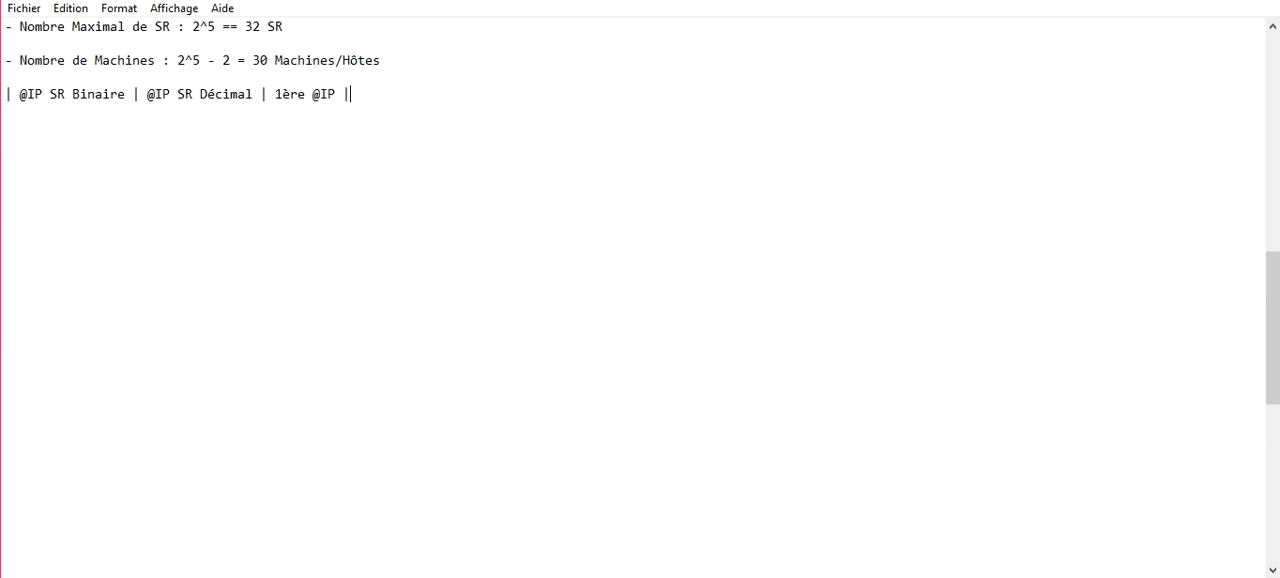 Fichier Edition Format Affichage Aide
- Nombre Maximal de SR : 2^5 == 32 SR
- Nombre de Machines : 2^5 - 2 = 30 Machines/Hôtes
| @IP SR Binaire | @IP SR Décimal | 1ère @IP |